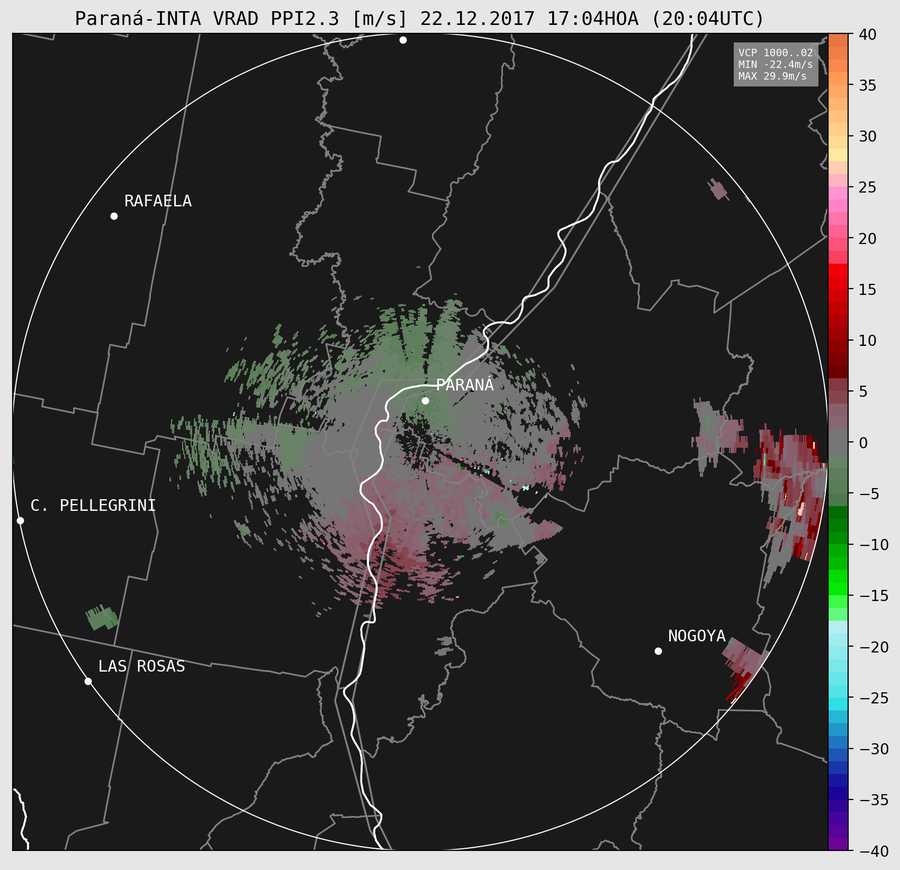 Paraná-INTA VRAD PPI2.3 [m/s] 22.12.2017 17:04HOA (20:04UTC)
VCP 1000..02
MIN -22.4m/s
MAX 29.9m/s
RAFAELA
PARANÁ
C. PELLEGRINI
NOGOYA
LAS ROSAS
40
35
30
25
20
15
10
5
0
−5
−10
−15
−20
−25
−30
−35
−40